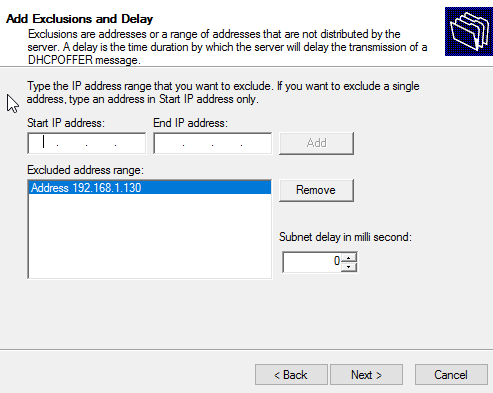 Add Exclusions and Delay
Exclusions are addresses or a range of addresses that are not distributed by the
server. A delay is the time duration by which the server will delay the transmission of a
DHCPOFFER message.
Type the IP address range that you want to exclude. If you want to exclude a single
address, type an address in Start IP address only.
Start IP address:
End IP address:
Add
Excluded address range:
Address 192.168.1.130
Remove
Subnet delay in milli second:
0
< Back
Next >
Cancel